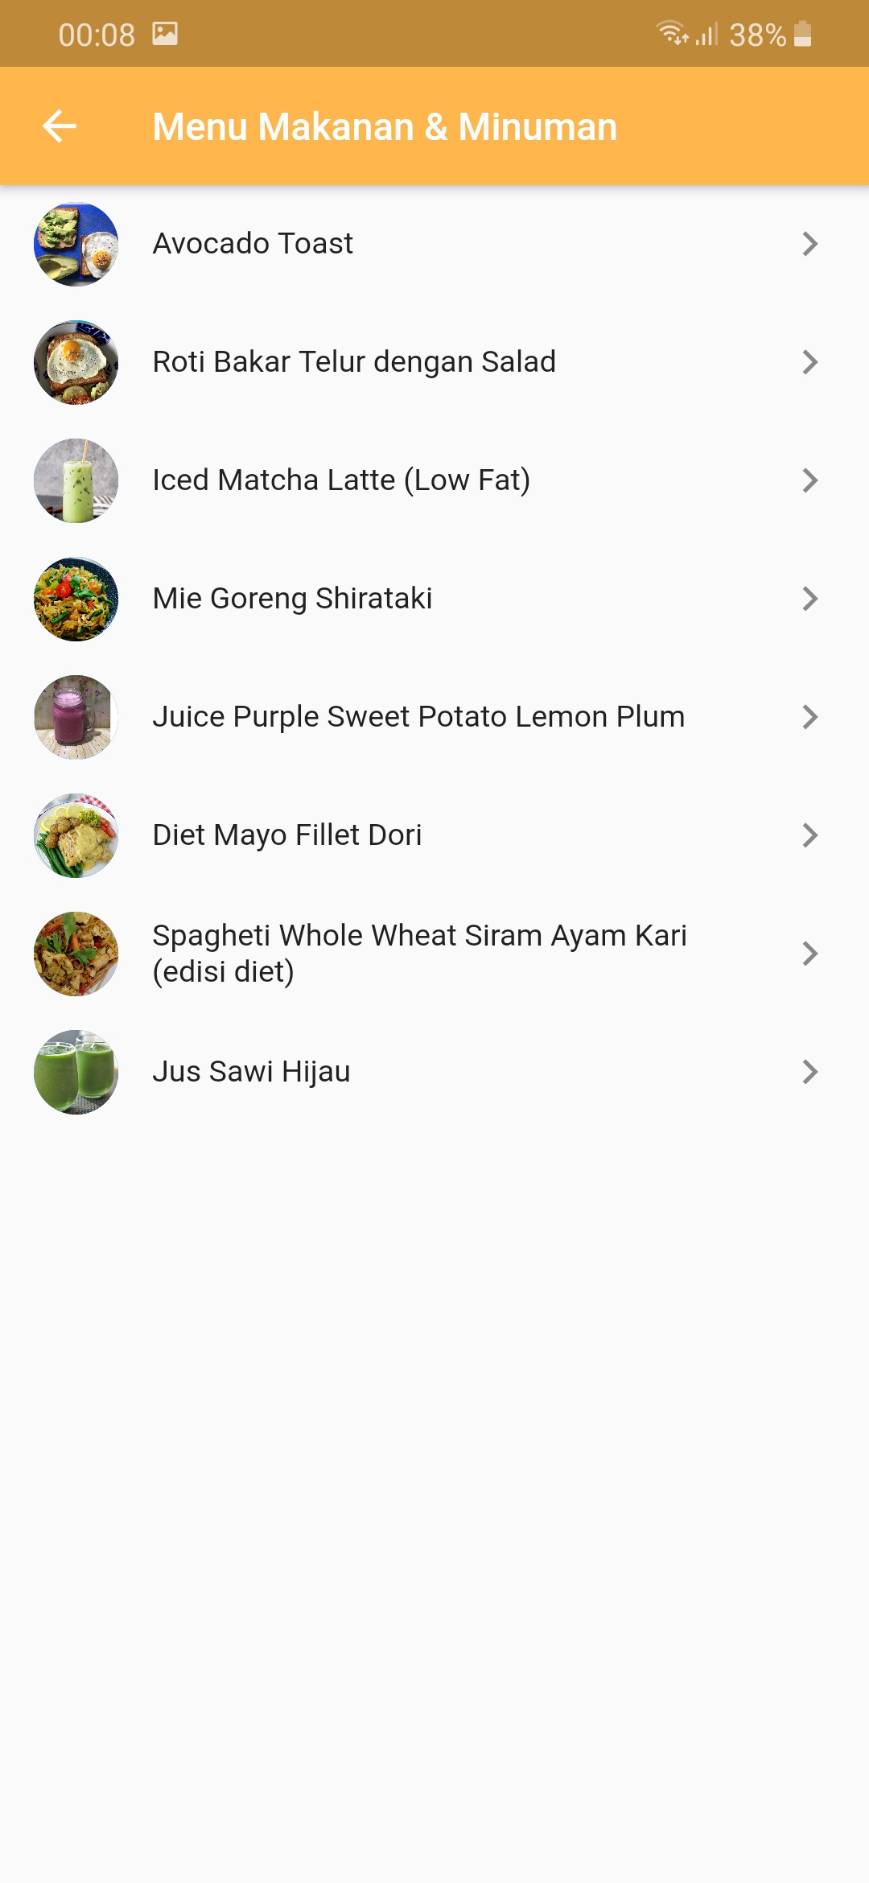 00:08
38%
Menu Makanan & Minuman
Avocado Toast
Roti Bakar Telur dengan Salad
Iced Matcha Latte (Low Fat)
Mie Goreng Shirataki
Juice Purple Sweet Potato Lemon Plum
Diet Mayo Fillet Dori
Spagheti Whole Wheat Siram Ayam Kari
(edisi diet)
Jus Sawi Hijau